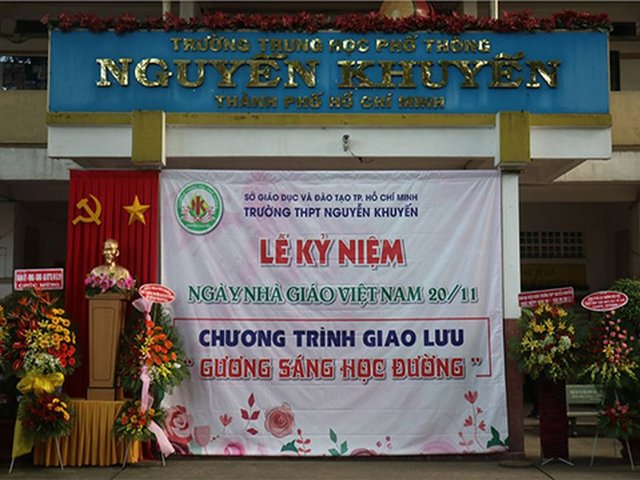 TRƯỜNG TRUNG HỌC PHỔ THÔNG
NGUYỄN KHUYẾN
THÀNH PHỐ HỒ CHÍ MINH
SỞ GIÁO DỤC VÀ ĐÀO TẠO TP. HỒ CHÍ MINH
TRƯỜNG THPT NGUYỄN KHUYẾN
LỄ KỶ NIỆM
NGÀY NHÀ GIÁO VIỆT NAM 20/11
CHƯƠNG TRÌNH GIAO LƯU
" GƯƠNG SÁNG HỌC ĐƯỜNG "